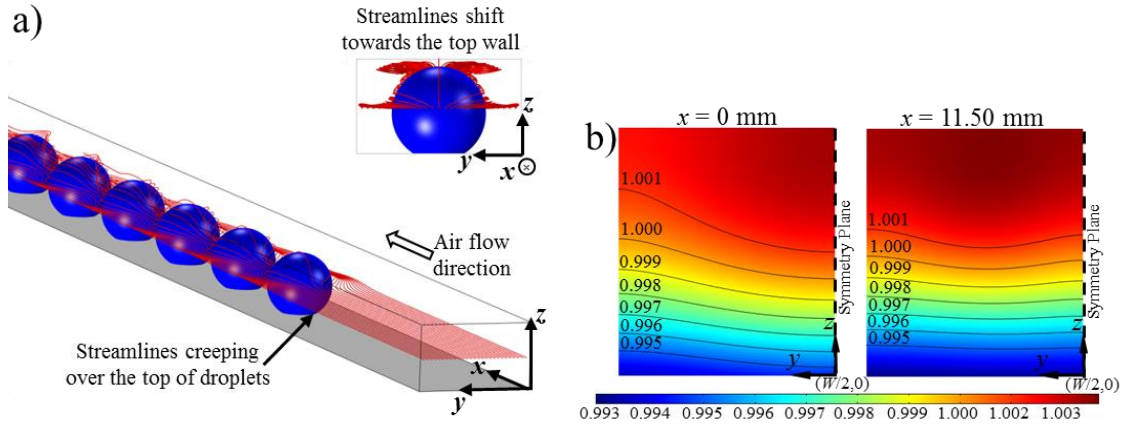 a)
Streamlines shift
towards the top wall
z
y
x
Air flow
direction
Streamlines creeping
over the top of droplets
z
x
y
b)
x = 0 mm
1.001
1.000
0.999
0.998
0.997
0.996
0.995
Symmetry Plane
z
y
(W/2,0)
x = 11.50 mm
1.001
1.000
0.999
0.998
0.997
0.996
0.995
Symmetry Plane
z
y
(W/2,0)
0.993 0.994 0.995 0.996 0.997 0.998 0.999 1.000 1.002 1.003